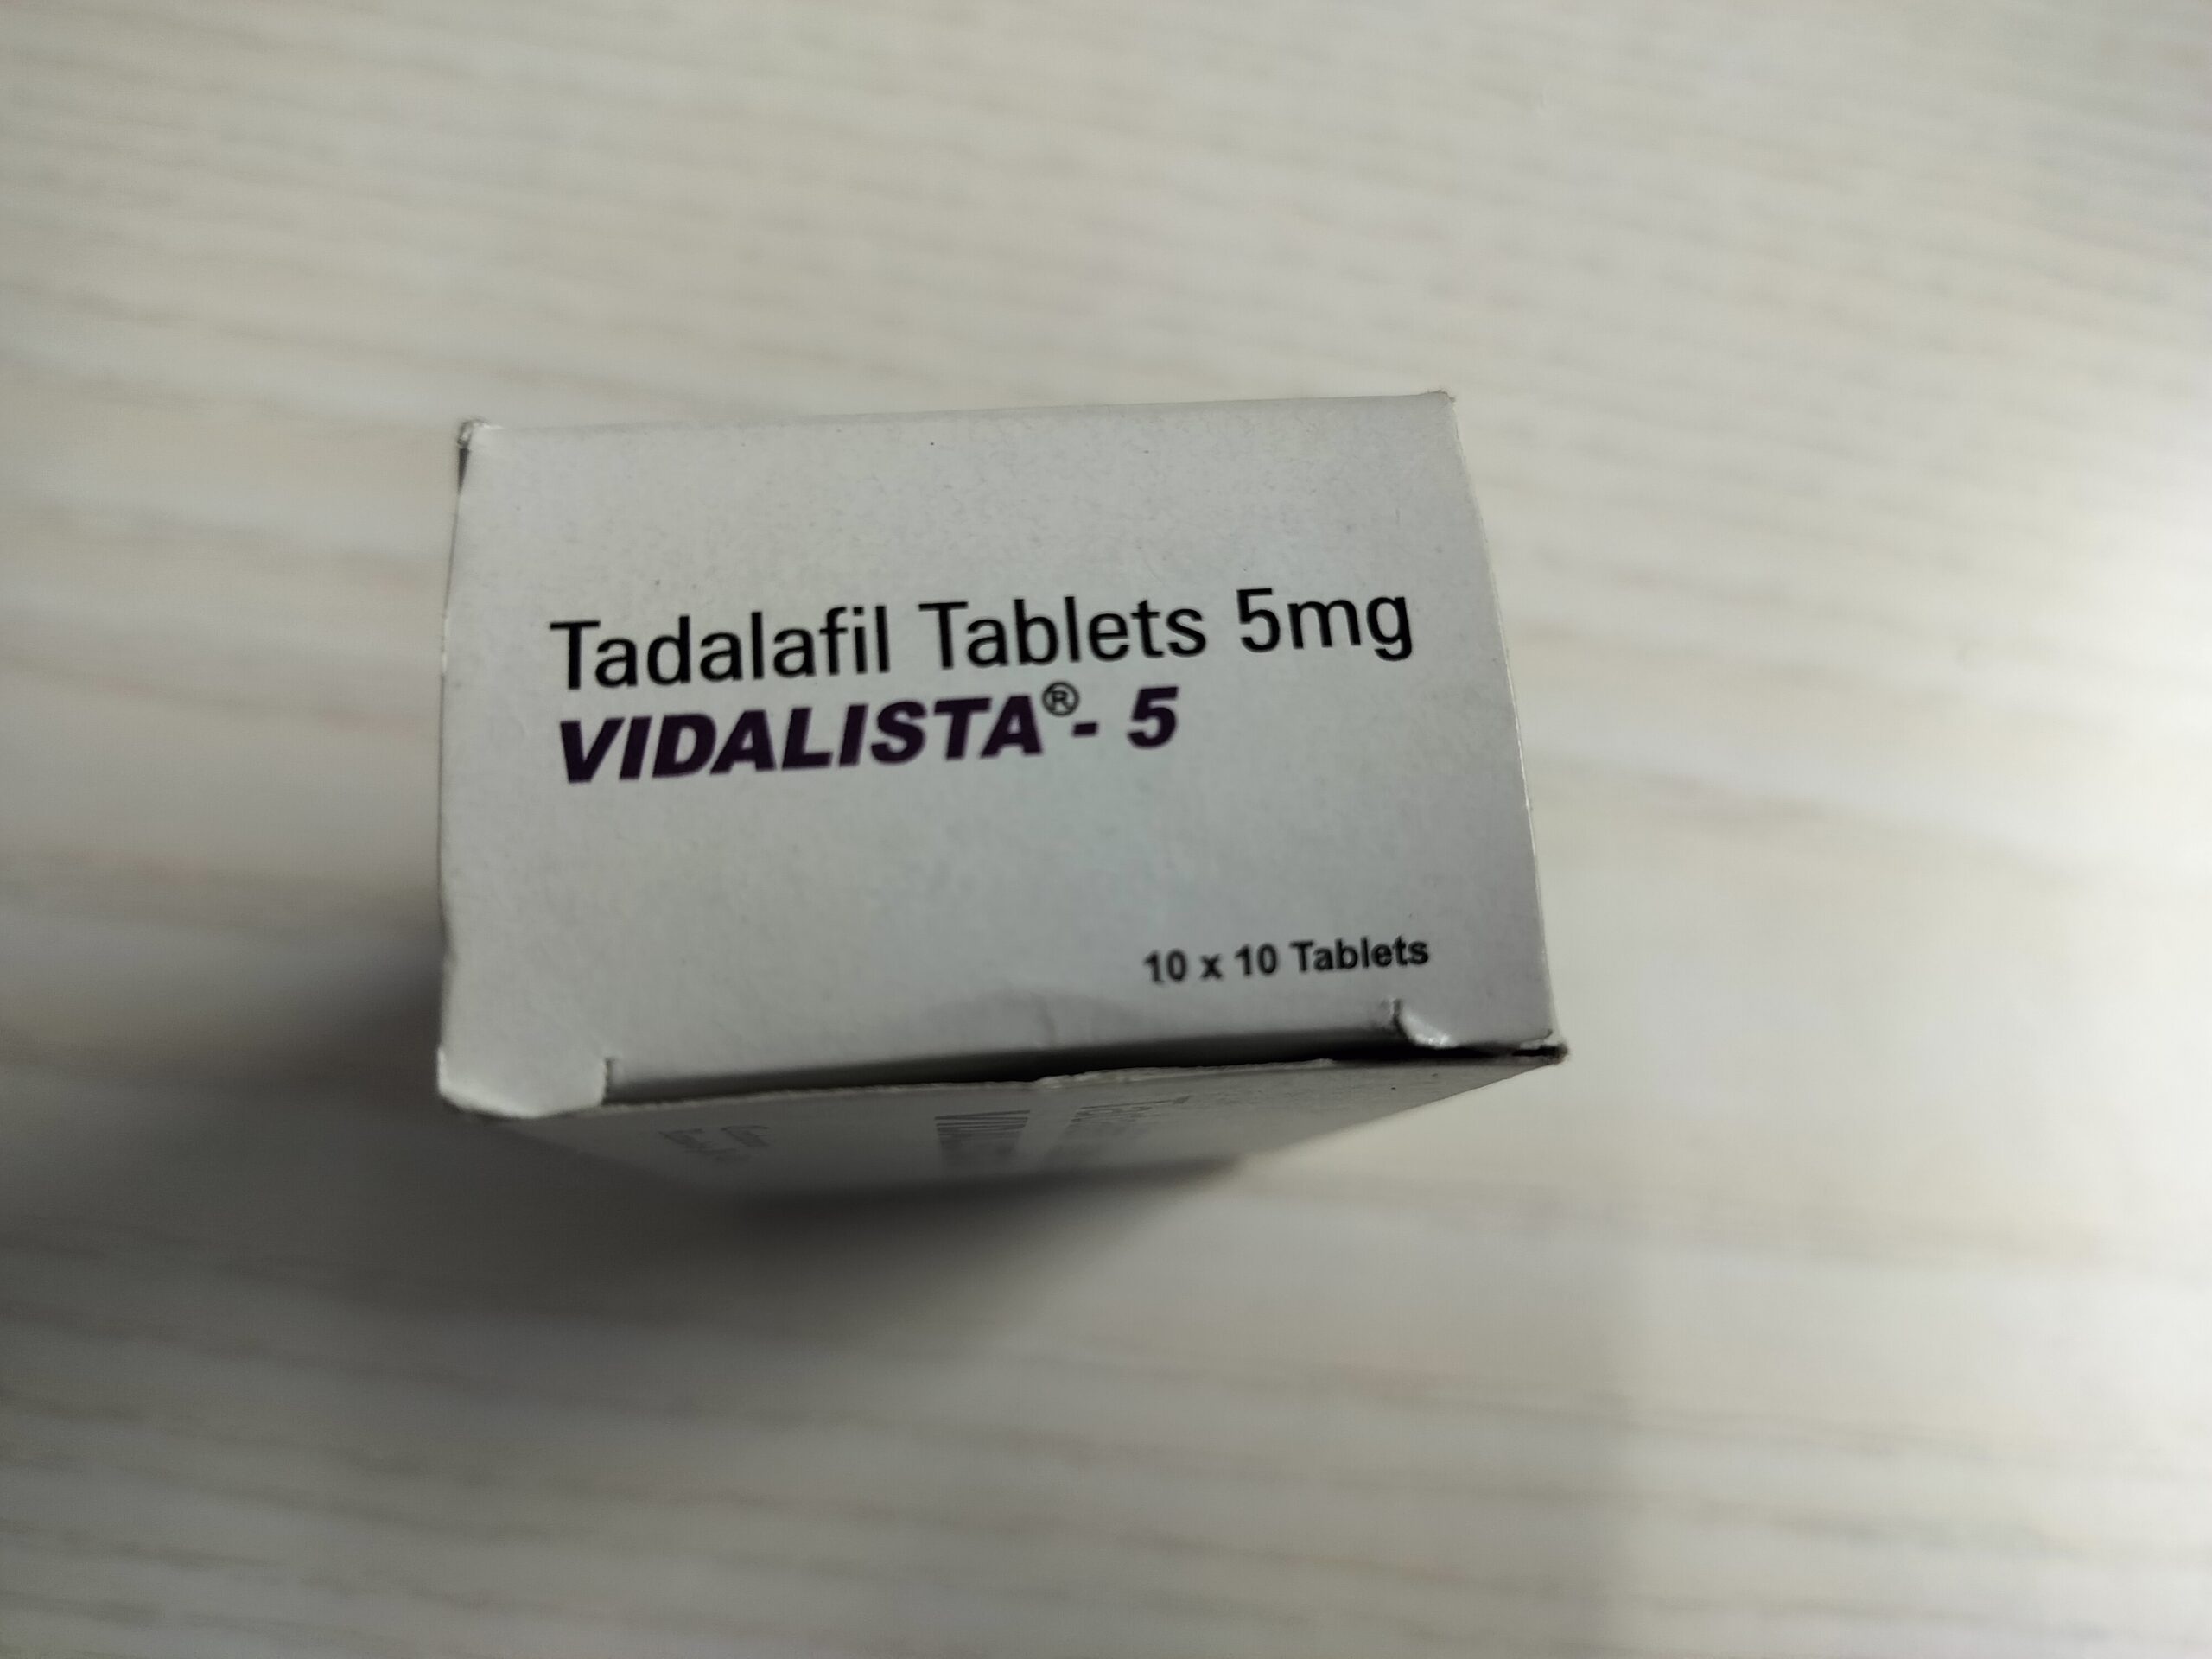 Tadalafil Tablets 5mg
VIDALISTA®- 5
10 x 10 Tablets